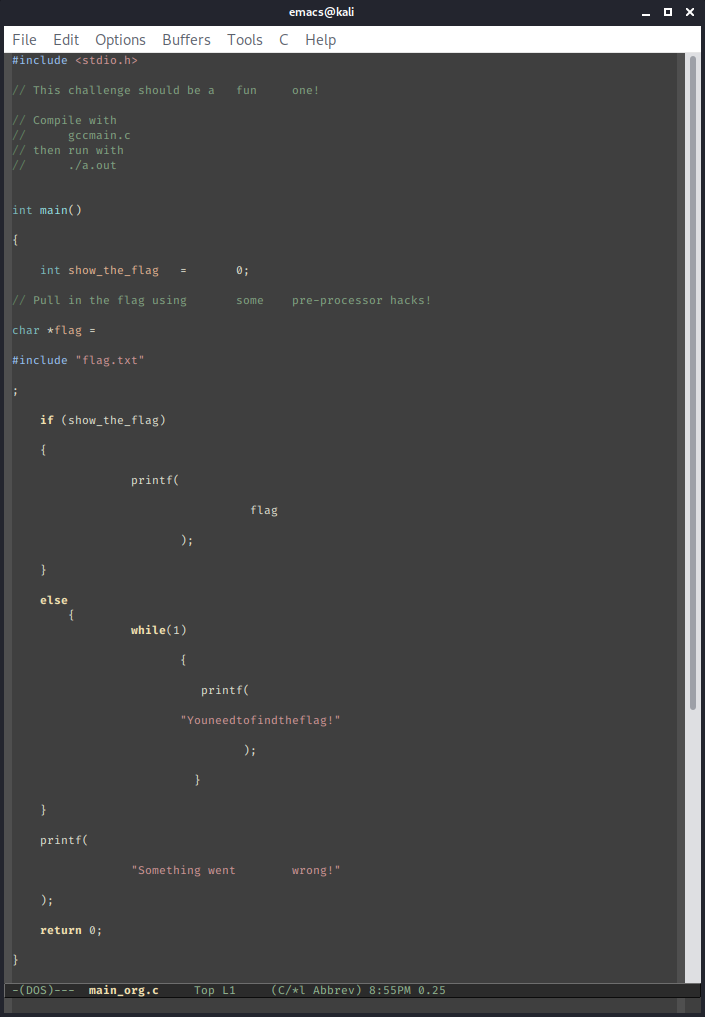 emacs@kali
File Edit Options Buffers Tools C Help
#include <stdio.h>
// This challenge should be a   fun     one!
// Compile with
//      gccmain.c
// then run with
//      ./a.out
int main()
{
    int show_the_flag   =       0;
// Pull in the flag using       some    pre-processor hacks!
char *flag =
#include "flag.txt"
;
    if (show_the_flag)
    {
                 printf(
                                  flag
                        );
    }
    else
        {
                 while(1)
                        {
                           printf(
                        "Youneedtofindtheflag!"
                                 );
                          }
    }
    printf(
                 "Something went        wrong!"
    );
    return 0;
}
-(DOS)---  main_org.c     Top L1     (C/*l Abbrev) 8:55PM 0.25